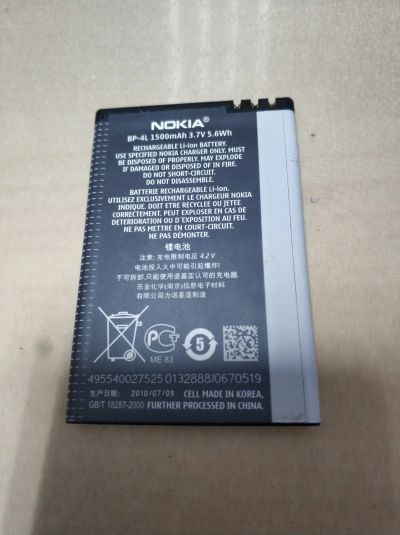 NOKIA®
BP-4L 1500mAh 3.7V 5.6Wh
RECHARGEABLE Li-Ion BATTERY.
USE SPECIFIED NOKIA CHARGER ONLY. MUST
BE DISPOSED OF PROPERLY. MAY EXPLODE
IF DAMAGED OR DISPOSED OF IN FIRE.
DO NOT SHORT-CIRCUIT.
DO NOT DISASSEMBLE.
BATTERIE RECHARGEABLE Li-Ion.
UTILISEZ EXCLUSIVEMENT LE CHARGEUR NOKIA
SPÉCIFIÉ. DOIT ÊTRE RECYCLÉE OU JETÉE
CORRECTEMENT. PEUT EXPLOSER EN CAS DE
DÉTÉRIORATION OU D'EXPOSITION AU FEU.
NE PAS METTRE EN COURT-CIRCUIT.
NE PAS DÉMONTER.
锂电池
注意: 充电限制电压 4.2 V
电池投入火中可能引起爆炸!
不可拆卸.只能使用诺基亚认可的充电器.
乐金化学(南京)信息电子材料
有限公司为诺基亚制造
ME 83
5
495540027525 0132888/0670519
生产日期: 2010/07/09 CELL MADE IN KOREA,
GB/T 18287-2000 FURTHER PROCESSED IN CHINA.